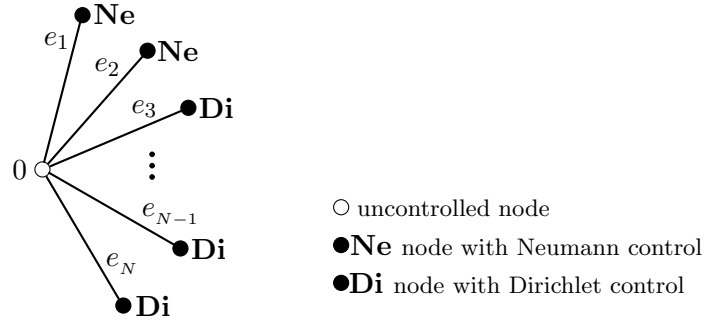 Ne
e1
Ne
e2
e3
Di
0
eN−1
Di
eN
Di
uncontrolled node
Ne node with Neumann control
Di node with Dirichlet control